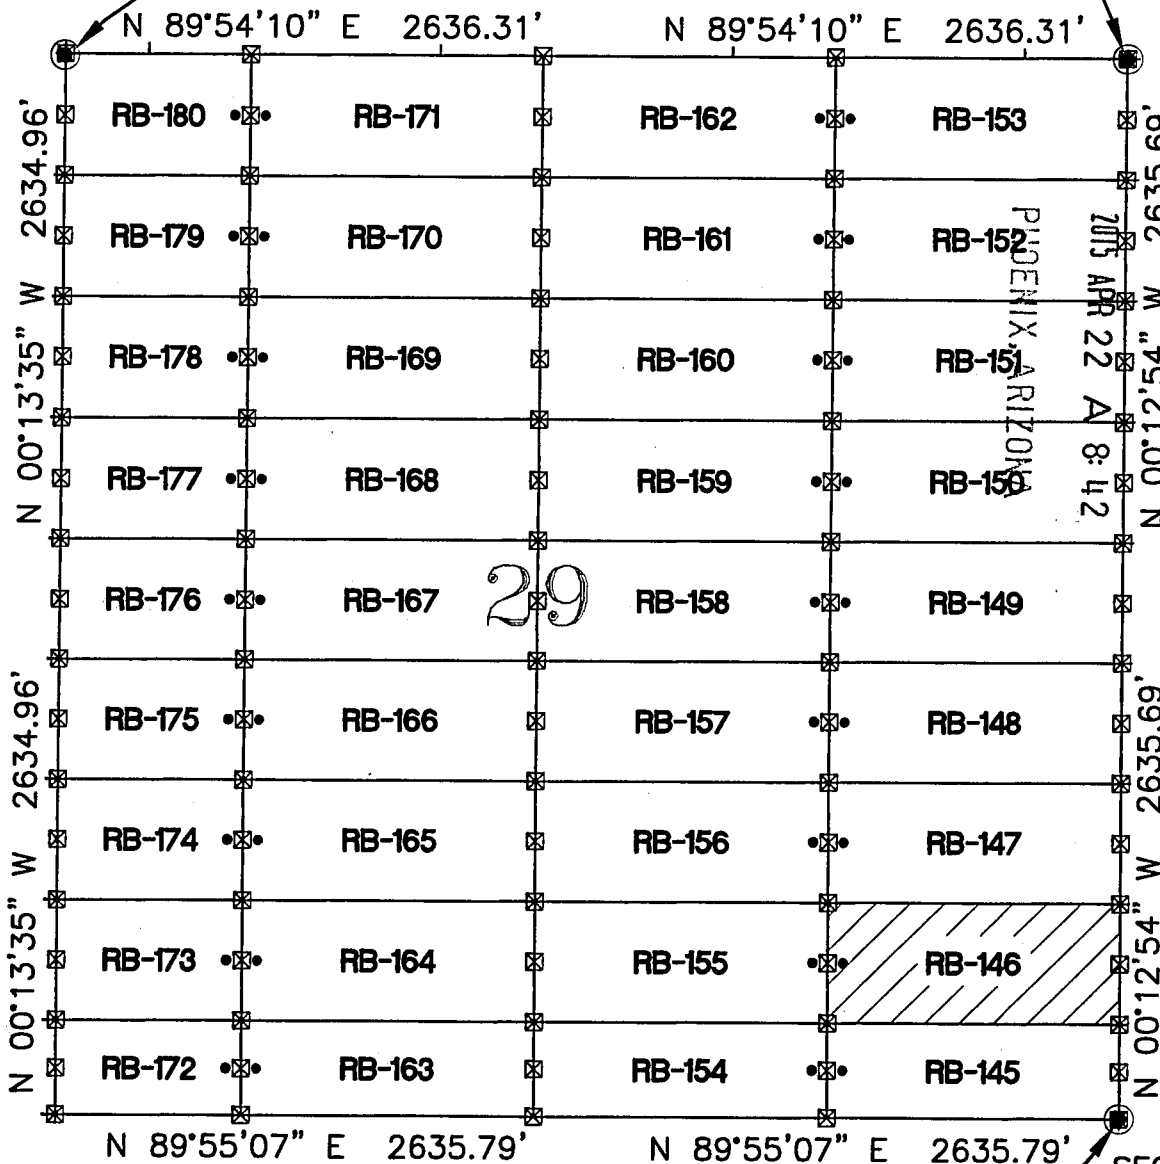 N 89°54'10" E 2636.31' N 89°54'10" E 2636.31'
N 00°13'35" W 2634.96'
N 00°12'54" W 2635.69'
RB-180 RB-171 RB-162 RB-153
RB-179 RB-170 RB-161 RB-152
RB-178 RB-169 RB-160 RB-151
RB-177 RB-168 RB-159 RB-150
PHOENIX, ARIZONA
2015 APR 22 A 8:42
29
RB-176 RB-167 RB-158 RB-149
RB-175 RB-166 RB-157 RB-148
RB-174 RB-165 RB-156 RB-147
RB-173 RB-164 RB-155 RB-146
RB-172 RB-163 RB-154 RB-145
N 00°13'35" W 2634.96'
N 00°12'54" W 2635.69'
N 89°55'07" E 2635.79' N 89°55'07" E 2635.79'